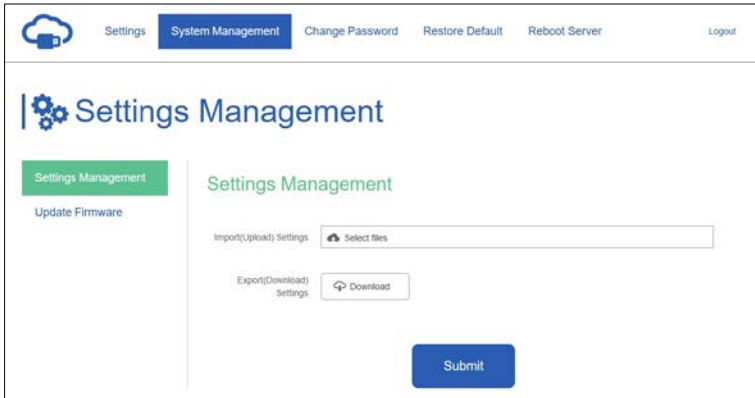 Settings System Management Change Password Restore Default Reboot Server Logout
Settings Management
Settings Management
Update Firmware
Settings Management
Import(Upload) Settings Select files
Export(Download)
Settings
Download
Submit